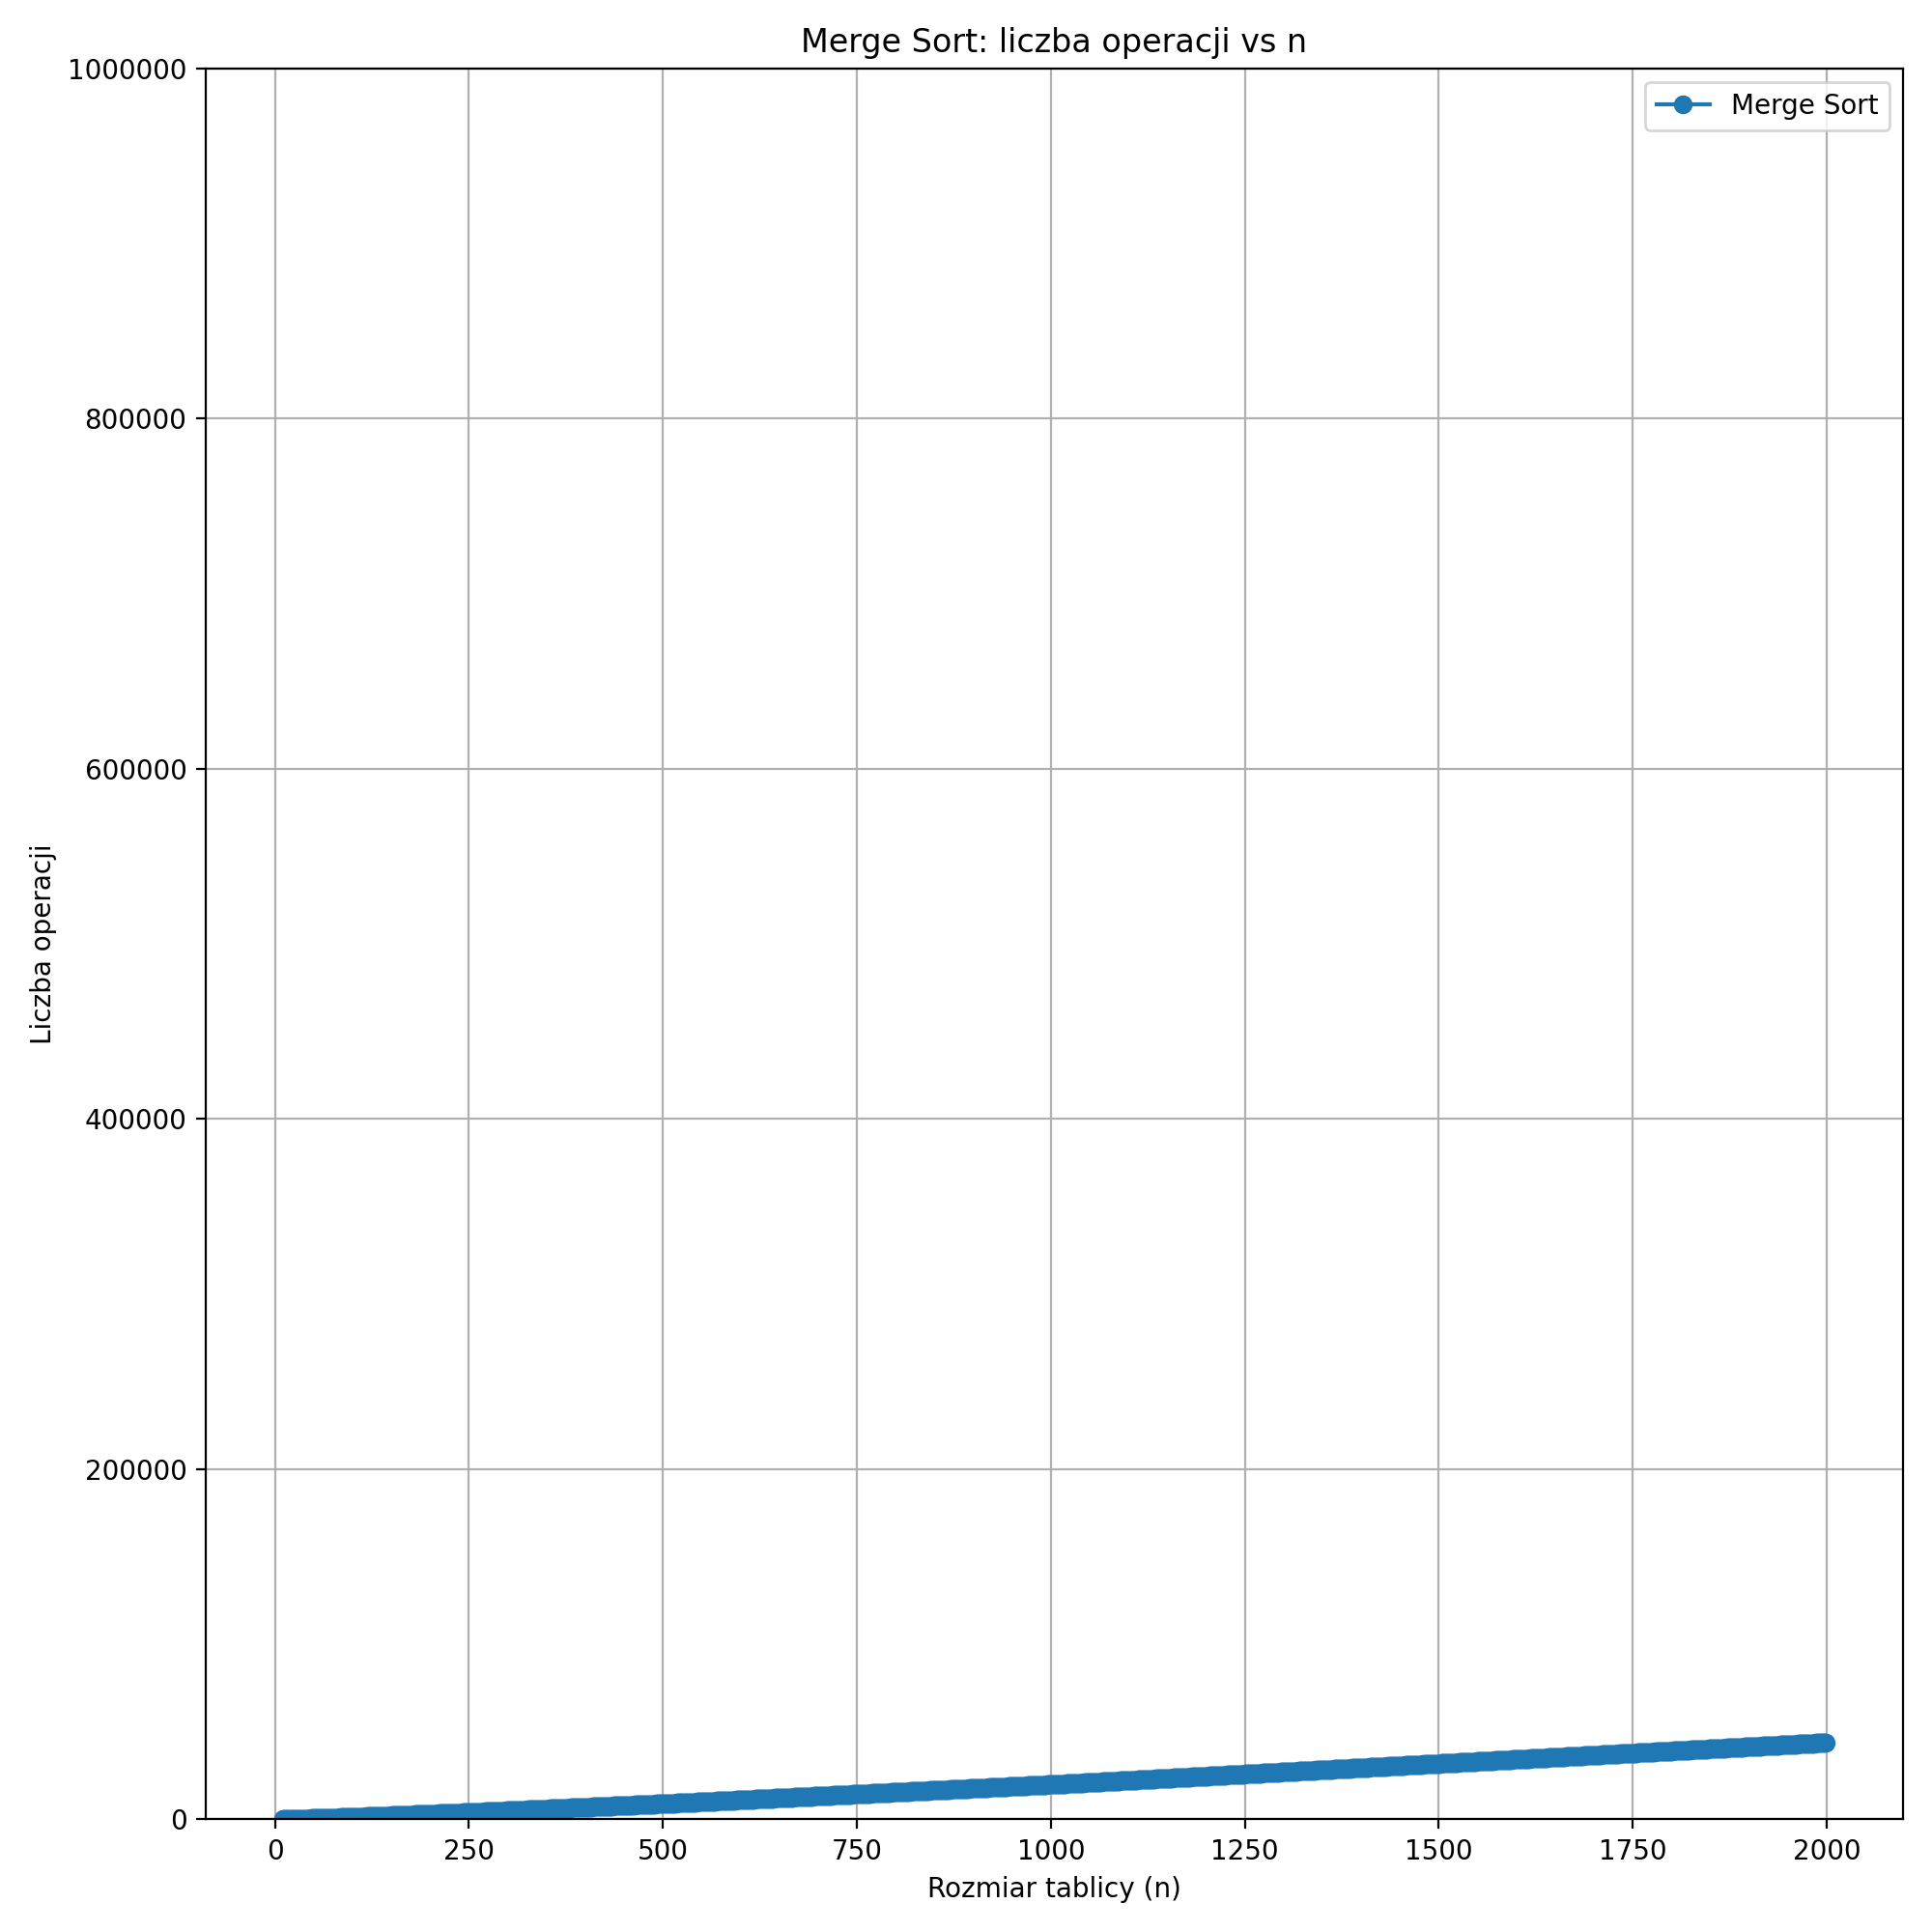 Merge Sort: liczba operacji vs n
Merge Sort
1000000
800000
600000
400000
200000
0
Liczba operacji
0 250 500 750 1000 1250 1500 1750 2000
Rozmiar tablicy (n)